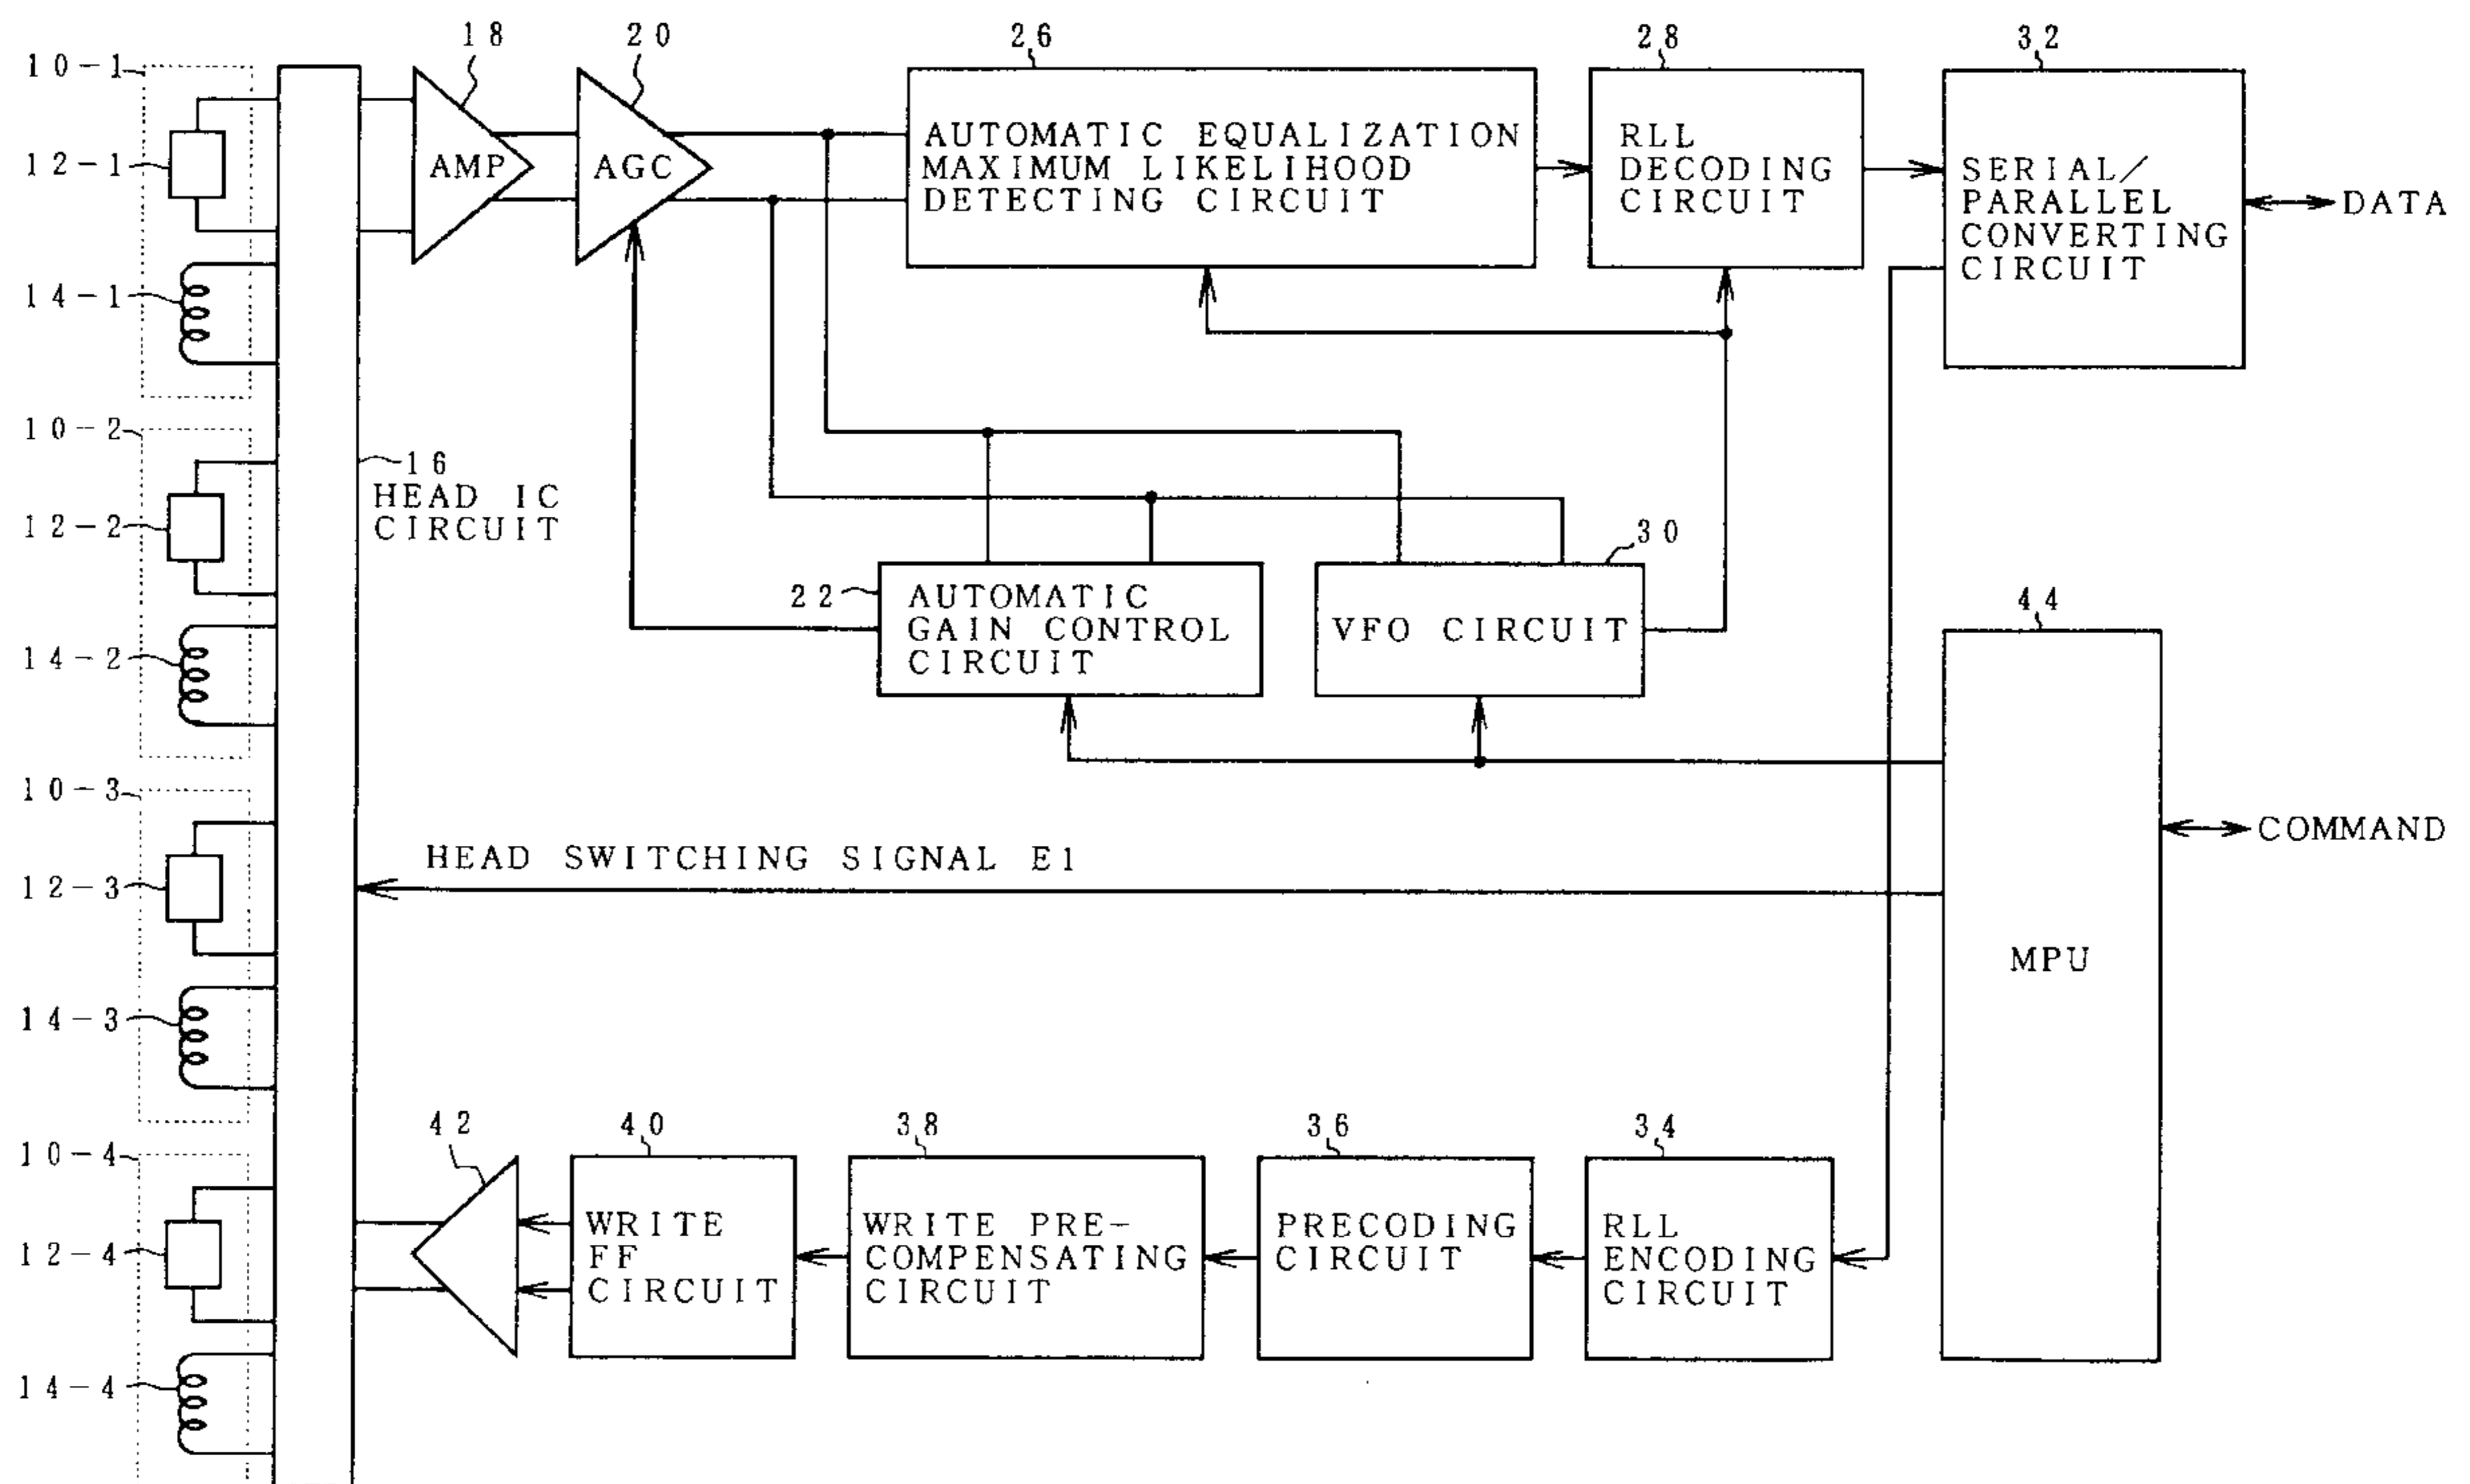 10-1
12-1
14-1
10-2
12-2
14-2
10-3
12-3
14-3
10-4
12-4
14-4
16
HEAD IC
CIRCUIT
18
AMP
20
AGC
26
AUTOMATIC EQUALIZATION
MAXIMUM LIKELIHOOD
DETECTING CIRCUIT
28
RLL
DECODING
CIRCUIT
32
SERIAL/
PARALLEL
CONVERTING
CIRCUIT
DATA
22
AUTOMATIC
GAIN CONTROL
CIRCUIT
30
VFO CIRCUIT
44
MPU
COMMAND
HEAD SWITCHING SIGNAL E1
42
40
WRITE
FF
CIRCUIT
38
WRITE PRE-
COMPENSATING
CIRCUIT
36
PRECODING
CIRCUIT
34
RLL
ENCODING
CIRCUIT